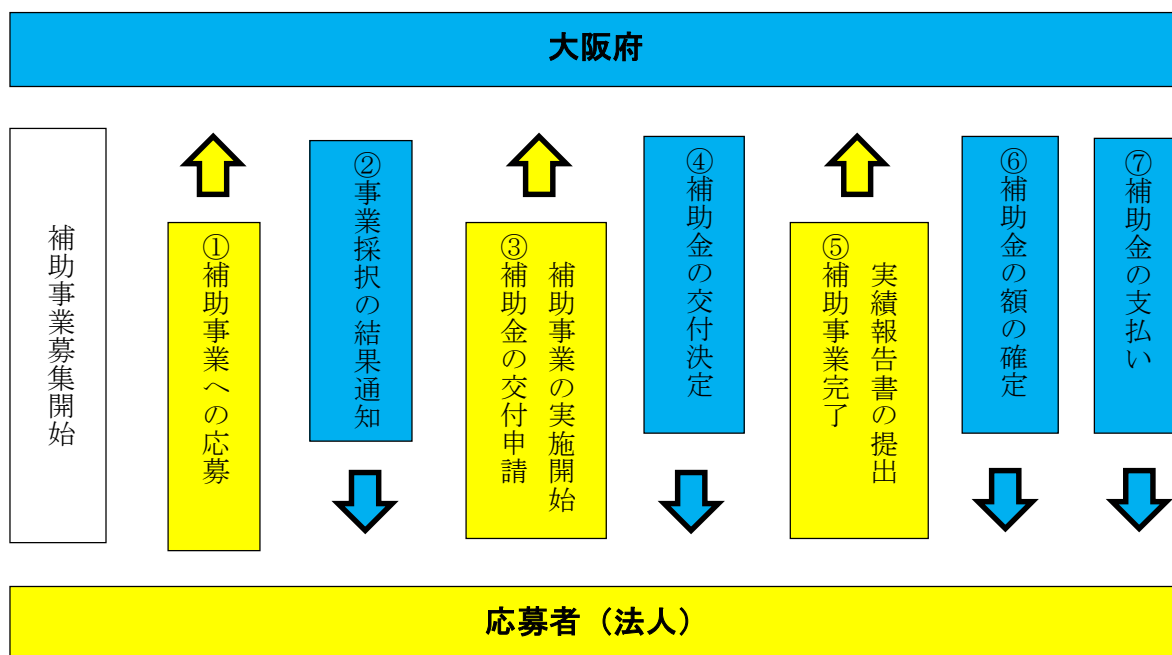 大阪府
補助事業募集開始
①補助事業への応募
②事業採択の結果通知
補助事業の実施開始
③補助金の交付申請
④補助金の交付決定
実績報告書の提出
⑤補助事業完了
⑥補助金の額の確定
⑦補助金の支払い
応募者（法人）